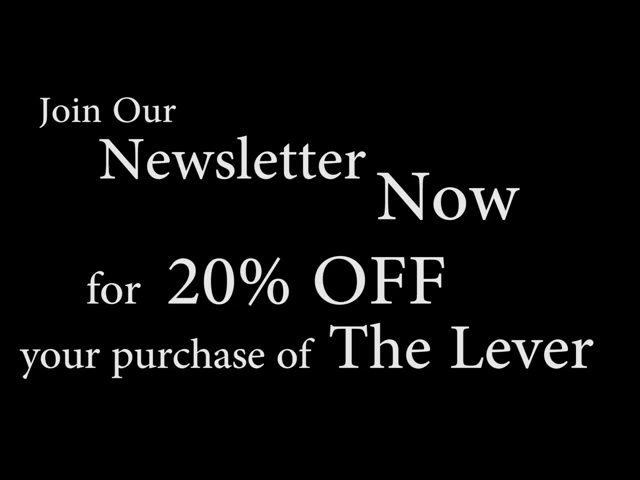 Join Our
Newsletter
Now
for 20% OFF
your purchase of The Lever